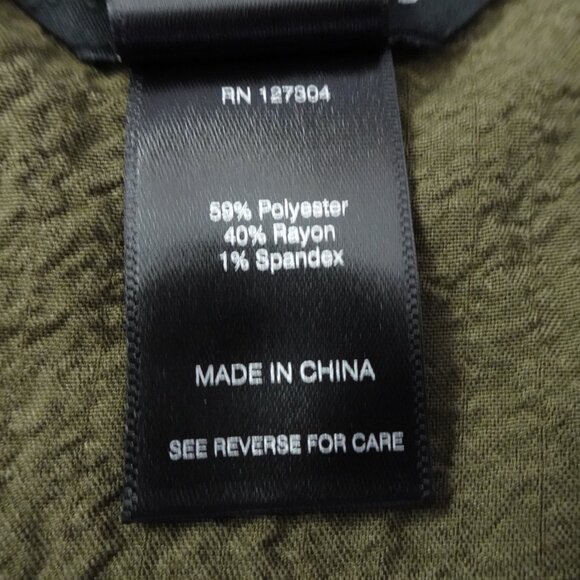 RN 127304
59% Polyester
40% Rayon
1% Spandex
MADE IN CHINA
SEE REVERSE FOR CARE